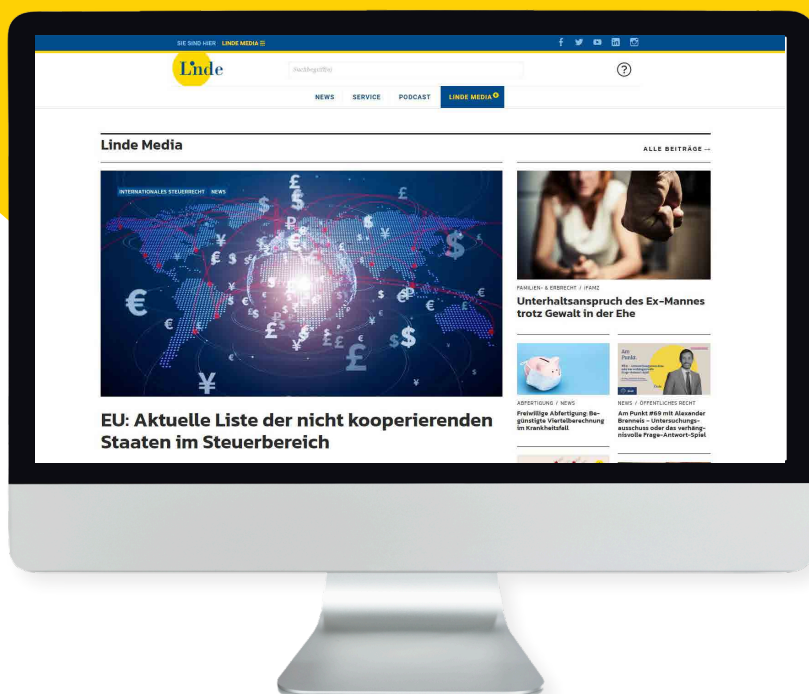 SIE SIND HIER LINDE MEDIA
Linde
NEWS SERVICE PODCAST LINDE MEDIA
Linde Media
ALLE BEITRÄGE
INTERNATIONALES STEUERRECHT NEWS
EU: Aktuelle Liste der nicht kooperierenden
Staaten im Steuerbereich
FAMILIEN- & ERBRECHT / IFAMZ
Unterhaltsanspruch des Ex-Mannes
trotz Gewalt in der Ehe
ABFERTIGUNG / NEWS
Freiwillige Abfertigung: Be-
günstigte Viertelberechnung
im Krankheitsfall
Am
Punkt.
NEWS / ÖFFENTLICHES RECHT
Am Punkt #69 mit Alexander
Brenneis – Untersuchungs-
ausschuss oder das verhäng-
nisvolle Frage-Antwort-Spiel